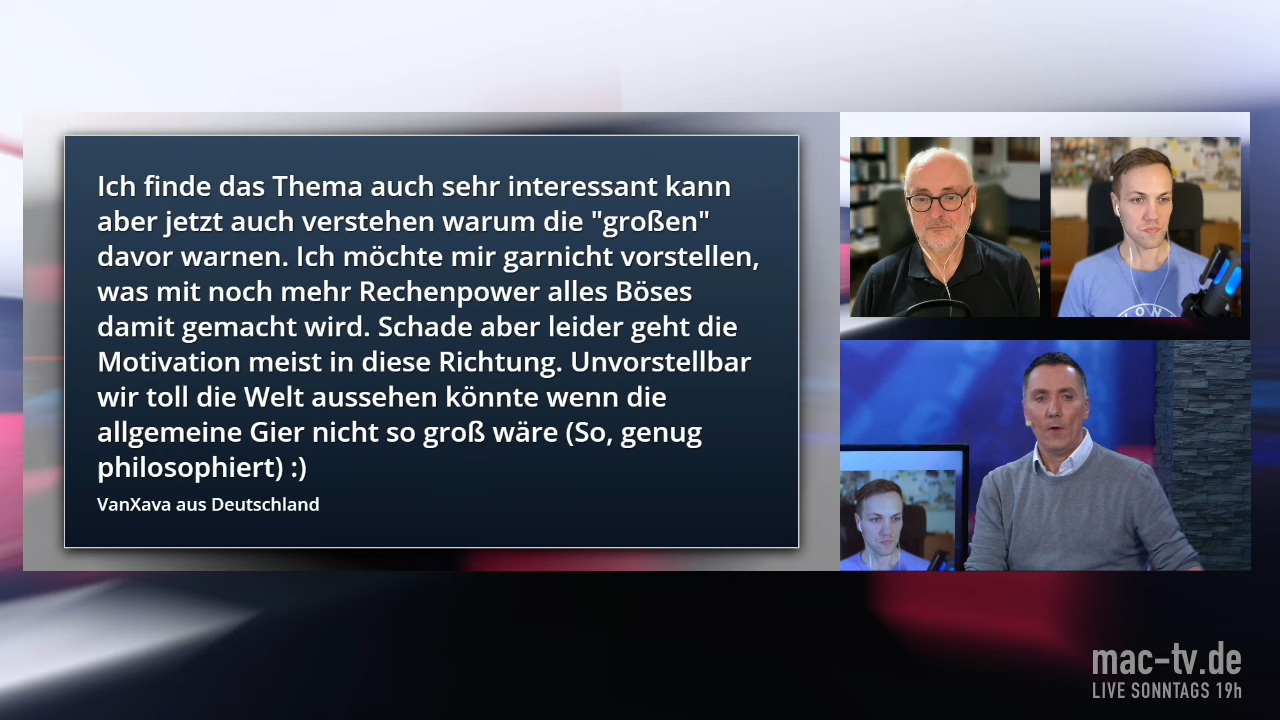 Ich finde das Thema auch sehr interessant kann
aber jetzt auch verstehen warum die "großen"
davor warnen. Ich möchte mir garnicht vorstellen,
was mit noch mehr Rechenpower alles Böses
damit gemacht wird. Schade aber leider geht die
Motivation meist in diese Richtung. Unvorstellbar
wir toll die Welt aussehen könnte wenn die
allgemeine Gier nicht so groß wäre (So, genug
philosophiert) :)
VanXava aus Deutschland
mac-tv.de
LIVE SONNTAGS 19h